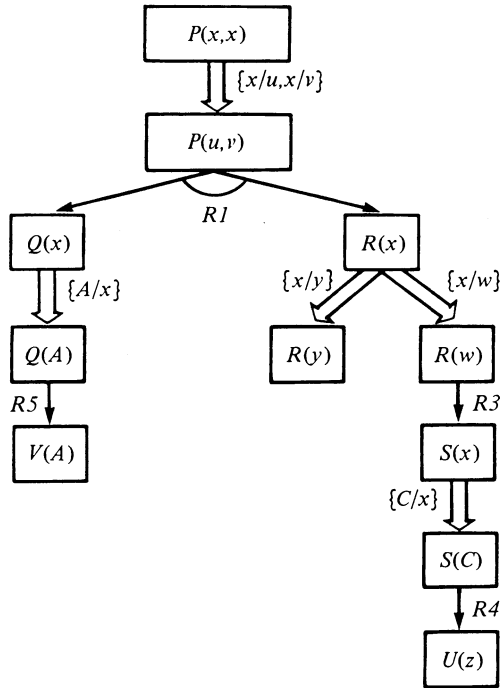 P(x,x)
{x/u,x/v}
P(u,v)
R1
Q(x)
R(x)
{A/x}
{x/y}
{x/w}
Q(A)
R(y)
R(w)
R5
R3
V(A)
S(x)
{C/x}
S(C)
R4
U(z)